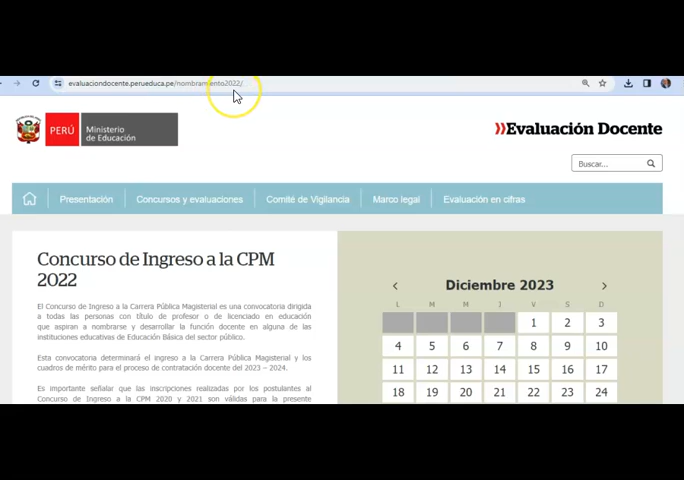 evaluaciondocente.perueduca.pe/nombramiento2022/
PERÚ
Ministerio
de Educación
Evaluación Docente
Buscar...
Presentación
Concursos y evaluaciones
Comité de Vigilancia
Marco legal
Evaluación en cifras
Concurso de Ingreso a la CPM
2022
El Concurso de Ingreso a la Carrera Pública Magisterial es una convocatoria dirigida
a todas las personas con título de profesor o de licenciado en educación
que aspiran a nombrarse y desarrollar la función docente en alguna de las
instituciones educativas de Educación Básica del sector público.
Esta convocatoria determinará el ingreso a la Carrera Pública Magisterial y los
cuadros de mérito para el proceso de contratación docente del 2023 – 2024.
Es importante señalar que las inscripciones realizadas por los postulantes al
Concurso de Ingreso a la CPM 2020 y 2021 son válidas para la presente
Diciembre 2023
L M M J V S D
1 2 3
4 5 6 7 8 9 10
11 12 13 14 15 16 17
18 19 20 21 22 23 24